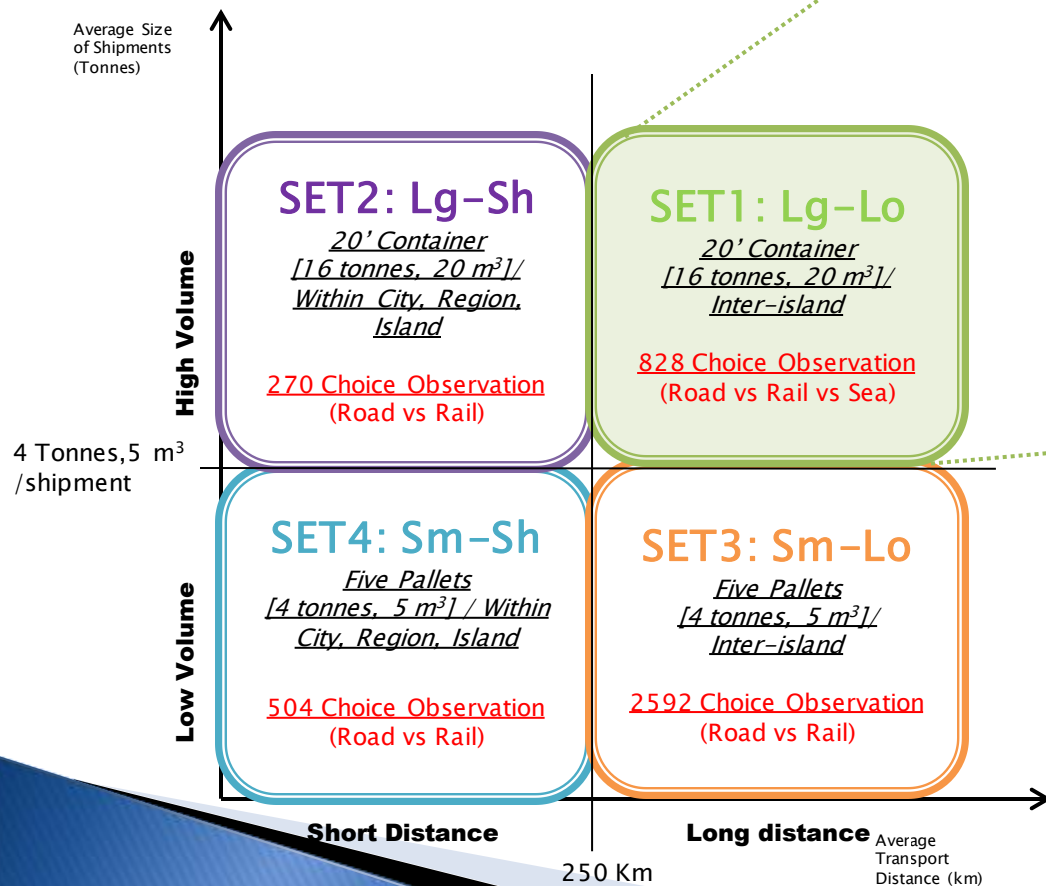 Average Size
of Shipments
(Tonnes)
SET2: Lg-Sh
20' Container
[16 tonnes, 20 m³]/
Within City, Region,
Island
270 Choice Observation
(Road vs Rail)
SET1: Lg-Lo
20' Container
[16 tonnes, 20 m³]/
Inter-island
828 Choice Observation
(Road vs Rail vs Sea)
High Volume
4 Tonnes,5 m³
/shipment
SET4: Sm-Sh
Five Pallets
[4 tonnes, 5 m³] / Within
City, Region, Island
504 Choice Observation
(Road vs Rail)
SET3: Sm-Lo
Five Pallets
[4 tonnes, 5 m³]/
Inter-island
2592 Choice Observation
(Road vs Rail)
Low Volume
Short Distance
Long distance
250 Km
Average
Transport
Distance (km)